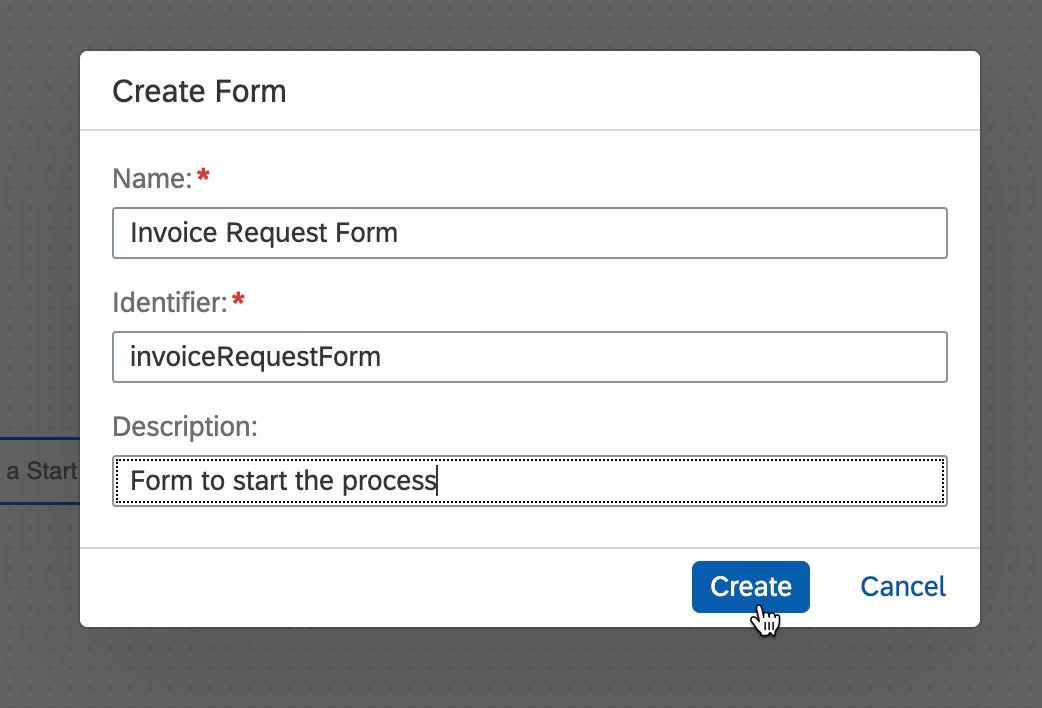 Create Form
Name:*
Invoice Request Form
Identifier:*
invoiceRequestForm
Description:
a Start
Form to start the process
Create
Cancel